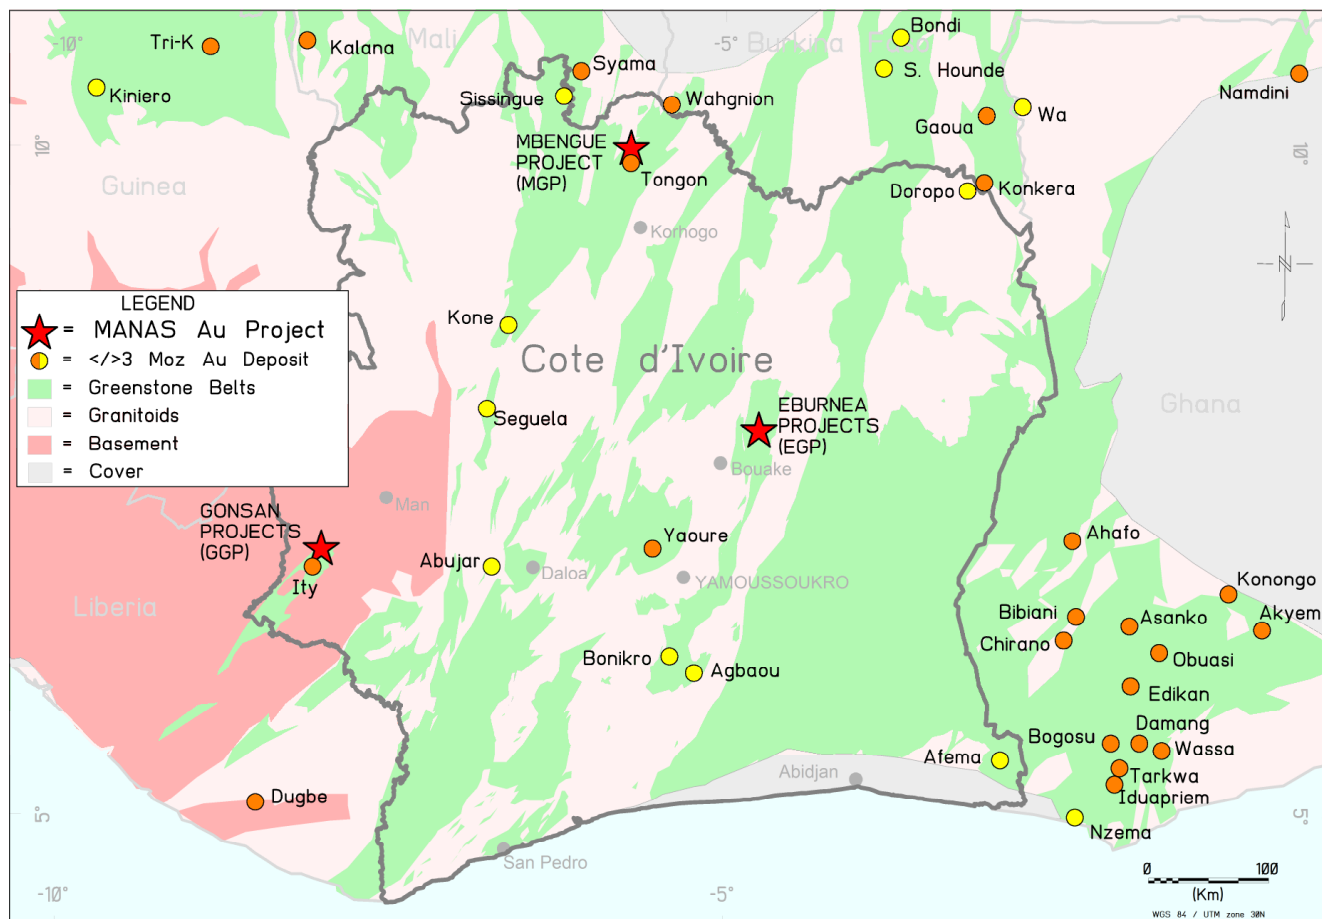 -10°
Mali
-5°
Burkina Faso
Bondi
Tri-K
Kalana
Syama
S. Hounde
Kiniero
Sissingue
Wahgnion
Namdini
Gaoua
Wa
10°
MBENGUE
PROJECT
(MGP)
Tongon
10°
Guinea
Doropo
Konkera
Korhogo
N
LEGEND
= MANAS Au Project
= </>3 Moz Au Deposit
= Greenstone Belts
= Granitoids
= Basement
= Cover
Kone
Cote d'Ivoire
Seguela
EBURNEA
PROJECTS
(EGP)
Ghana
Bouake
Man
GONSAN
PROJECTS
(GGP)
Ity
Liberia
Abujar
Daloa
Yaoure
YAMOUSSOUKRO
Ahafo
Konongo
Bibiani
Asanko
Akyem
Chirano
Obuasi
Bonikro
Agbaou
Edikan
Bogosu
Damang
Wassa
Afema
Abidjan
Tarkwa
Iduapriem
Dugbe
Nzema
5°
5°
San Pedro
-10°
-5°
0 100
(Km)
WGS 84 / UTM zone 30N